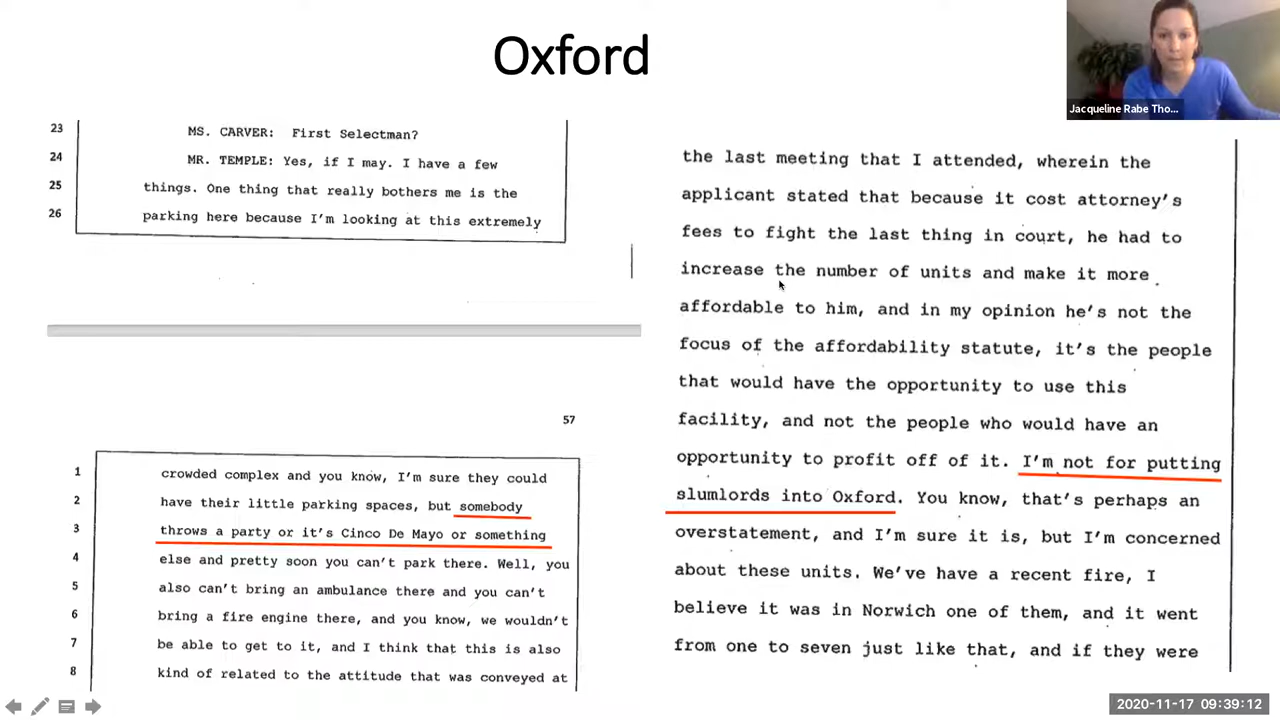 Oxford
Jacqueline Rabe Tho...
23 MS. CARVER: First Selectman?
24 MR. TEMPLE: Yes, if I may. I have a few
25 things. One thing that really bothers me is the
26 parking here because I'm looking at this extremely
57
1 crowded complex and you know, I'm sure they could
2 have their little parking spaces, but somebody
3 throws a party or it's Cinco De Mayo or something
4 else and pretty soon you can't park there. Well, you
5 also can't bring an ambulance there and you can't
6 bring a fire engine there, and you know, we wouldn't
7 be able to get to it, and I think that this is also
8 kind of related to the attitude that was conveyed at
the last meeting that I attended, wherein the
applicant stated that because it cost attorney's
fees to fight the last thing in court, he had to
increase the number of units and make it more
affordable to him, and in my opinion he's not the
focus of the affordability statute, it's the people
that would have the opportunity to use this
facility, and not the people who would have an
opportunity to profit off of it. I'm not for putting
slumlords into Oxford. You know, that's perhaps an
overstatement, and I'm sure it is, but I'm concerned
about these units. We've have a recent fire, I
believe it was in Norwich one of them, and it went
from one to seven just like that, and if they were
2020-11-17 09:39:12